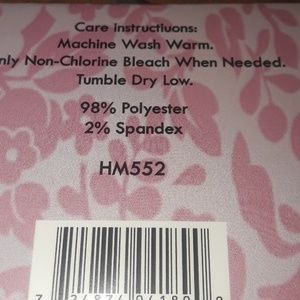 Care instructiuons:
Machine Wash Warm.
nly Non-Chlorine Bleach When Needed.
Tumble Dry Low.
98% Polyester
2% Spandex
HM552